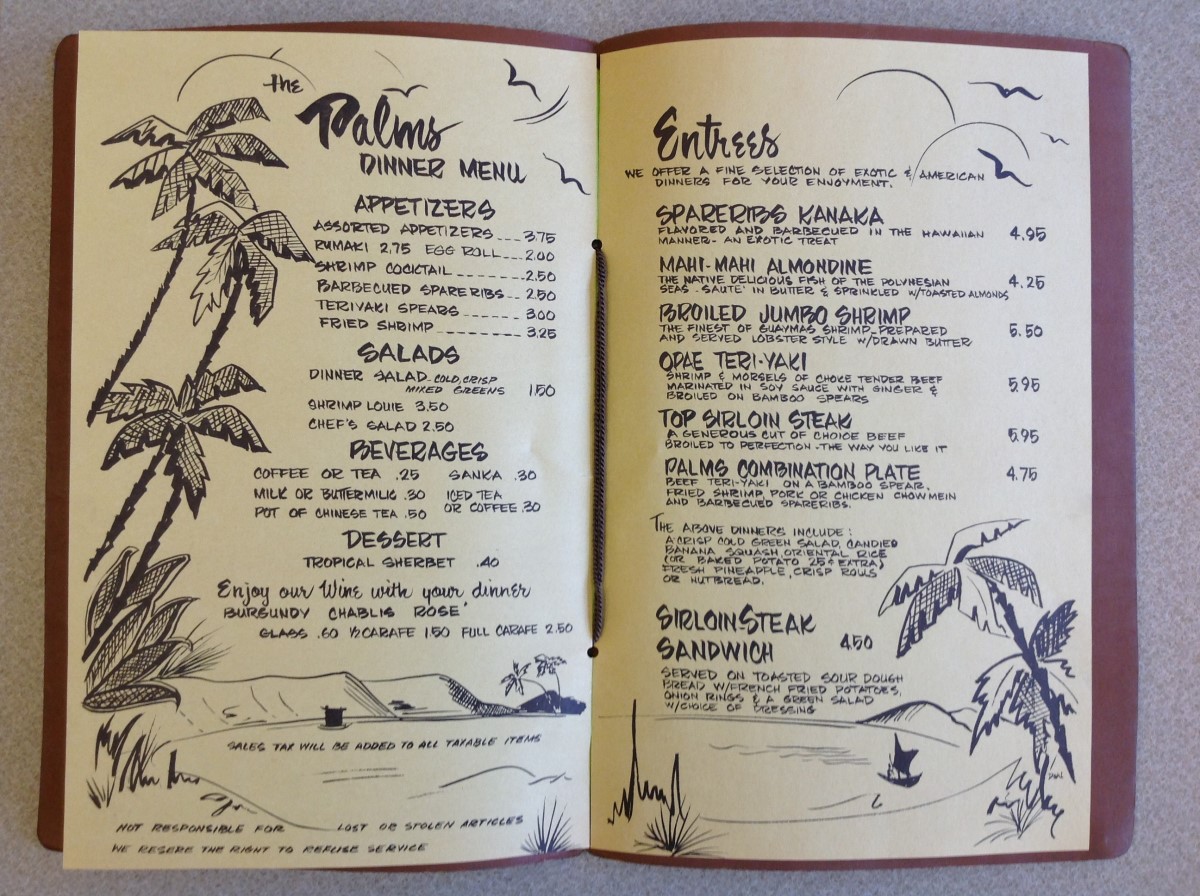 the
Palms
DINNER MENU
APPETIZERS
ASSORTED APPETIZERS ___ 3.75
RUMAKI 2.75 EGG ROLL___ 2.00
SHRIMP COCKTAIL _______ 2.50
BARBECUED SPARERIBS__ 2.50
TERIYAKI SPEARS _______ 3.00
FRIED SHRIMP _________ 3.25
SALADS
DINNER SALAD-COLD, CRISP
MIXED GREENS 1.50
SHRIMP LOUIE 3.50
CHEF'S SALAD 2.50
BEVERAGES
COFFEE OR TEA .25 SANKA .30
MILK OR BUTTERMILK .30 ICED TEA
POT OF CHINESE TEA .50 OR COFFEE .30
DESSERT
TROPICAL SHERBET .40
Enjoy our Wine with your dinner
BURGUNDY CHABLIS ROSE'
GLASS .60 ½ CARAFE 1.50 FULL CARAFE 2.50
SALES TAX WILL BE ADDED TO ALL TAXABLE ITEMS
NOT RESPONSIBLE FOR LOST OR STOLEN ARTICLES
WE RESERE THE RIGHT TO REFUSE SERVICE
Entrees
WE OFFER A FINE SELECTION OF EXOTIC & AMERICAN
DINNERS FOR YOUR ENJOYMENT.
SPARERIBS KANAKA
FLAVORED AND BARBECUED IN THE HAWAIIAN 4.95
MANNER- AN EXOTIC TREAT
MAHI-MAHI ALMONDINE
THE NATIVE DELICIOUS FISH OF THE POLYNESIAN 4.25
SEAS - SAUTE' IN BUTTER & SPRINKLED W/TOASTED ALMONDS
BROILED JUMBO SHRIMP
THE FINEST OF GUAYMAS SHRIMP-PREPARED 5.50
AND SERVED LOBSTER STYLE W/DRAWN BUTTER
OPAE TERI-YAKI
SHRIMP & MORSELS OF CHOICE TENDER BEEF
MARINATED IN SOY SAUCE WITH GINGER & 5.95
BROILED ON BAMBOO SPEARS
TOP SIRLOIN STEAK
A GENEROUS CUT OF CHOICE BEEF 5.95
BROILED TO PERFECTION - THE WAY YOU LIKE IT
PALMS COMBINATION PLATE 4.75
BEEF TERI-YAKI ON A BAMBOO SPEAR,
FRIED SHRIMP, PORK OR CHICKEN CHOW MEIN
AND BARBECUED SPARERIBS.
THE ABOVE DINNERS INCLUDE:
A CRISP COLD GREEN SALAD, CANDIED
BANANA SQUASH, ORIENTAL RICE
(OR BAKED POTATO 25¢ EXTRA)
FRESH PINEAPPLE, CRISP ROLLS
OR NUTBREAD.
SIRLOIN STEAK
SANDWICH 4.50
SERVED ON TOASTED SOUR DOUGH
BREAD W/FRENCH FRIED POTATOES,
ONION RINGS & A GREEN SALAD
W/CHOICE OF DRESSING